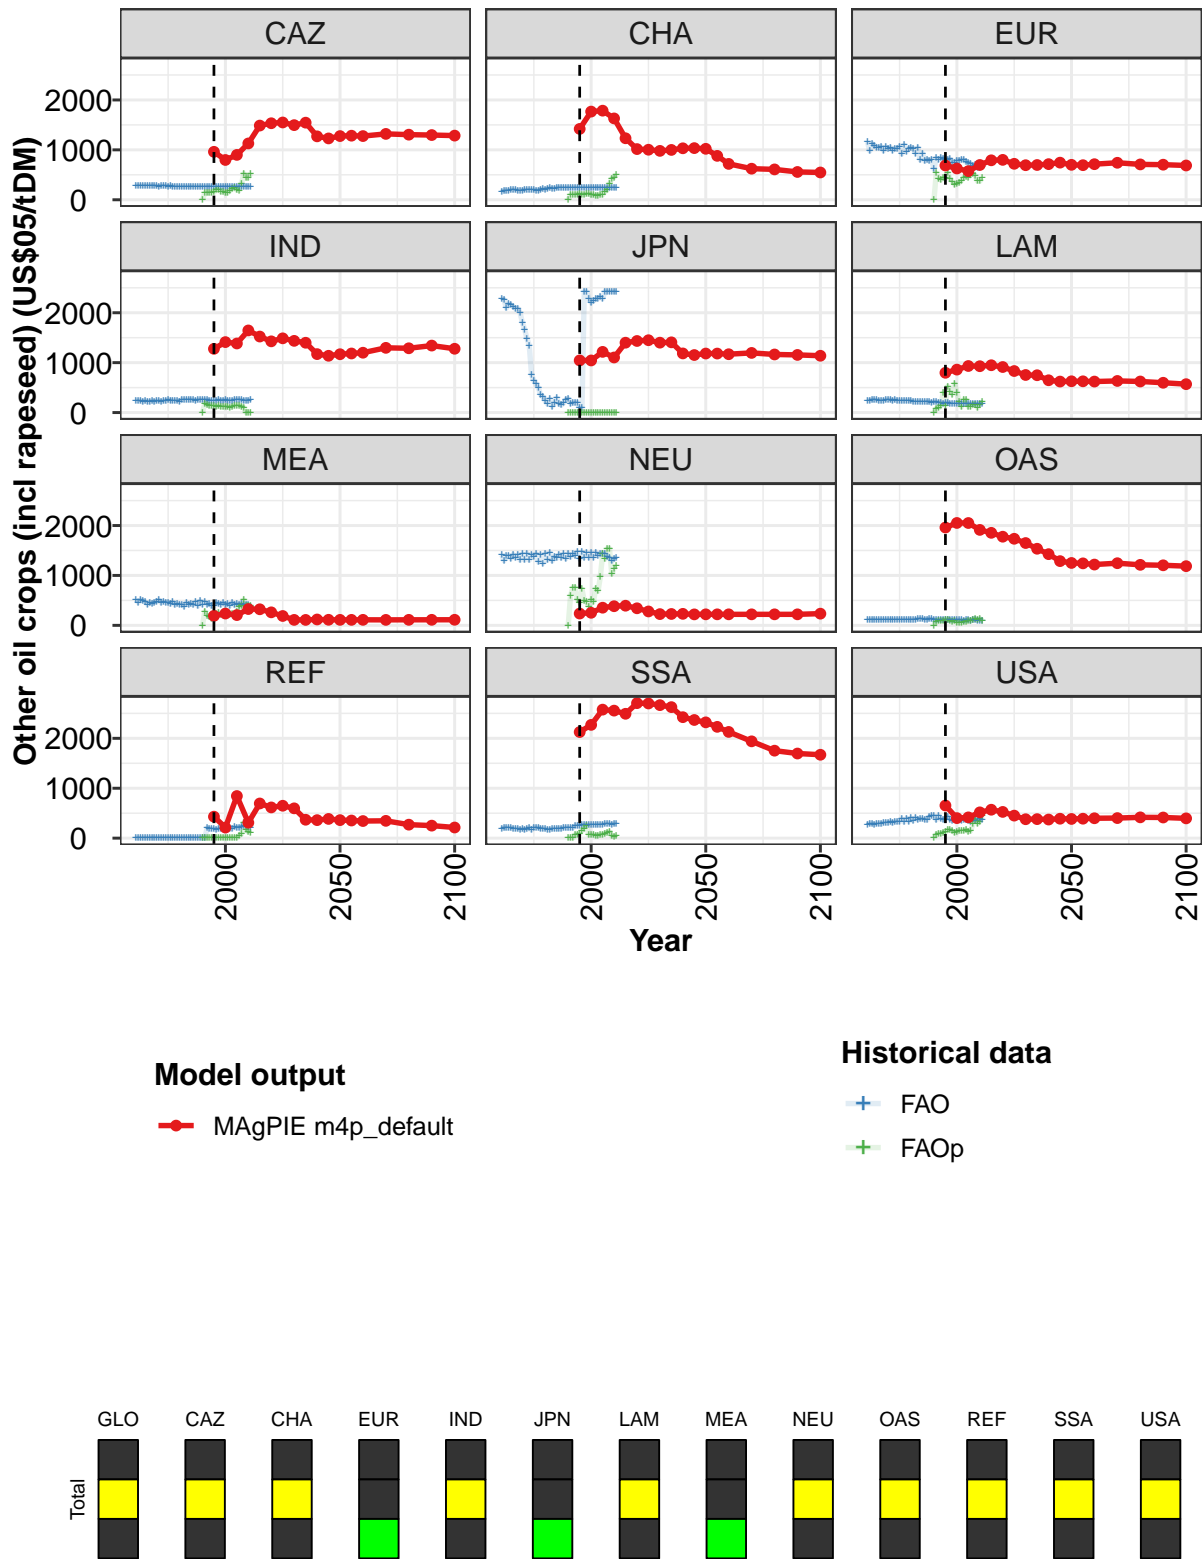 CAZ CHA EUR
2000
1000
0
IND JPN LAM
2000
1000
0
MEA NEU OAS
2000
1000
0
REF SSA USA
2000
1000
0
Other oil crops (incl rapeseed) (US$05/tDM)
2000 2050 2100 2000 2050 2100 2000 2050 2100
Year
Model output
MAgPIE m4p_default
Historical data
FAO
FAOp
GLO CAZ CHA EUR IND JPN LAM MEA NEU OAS REF SSA USA
Total